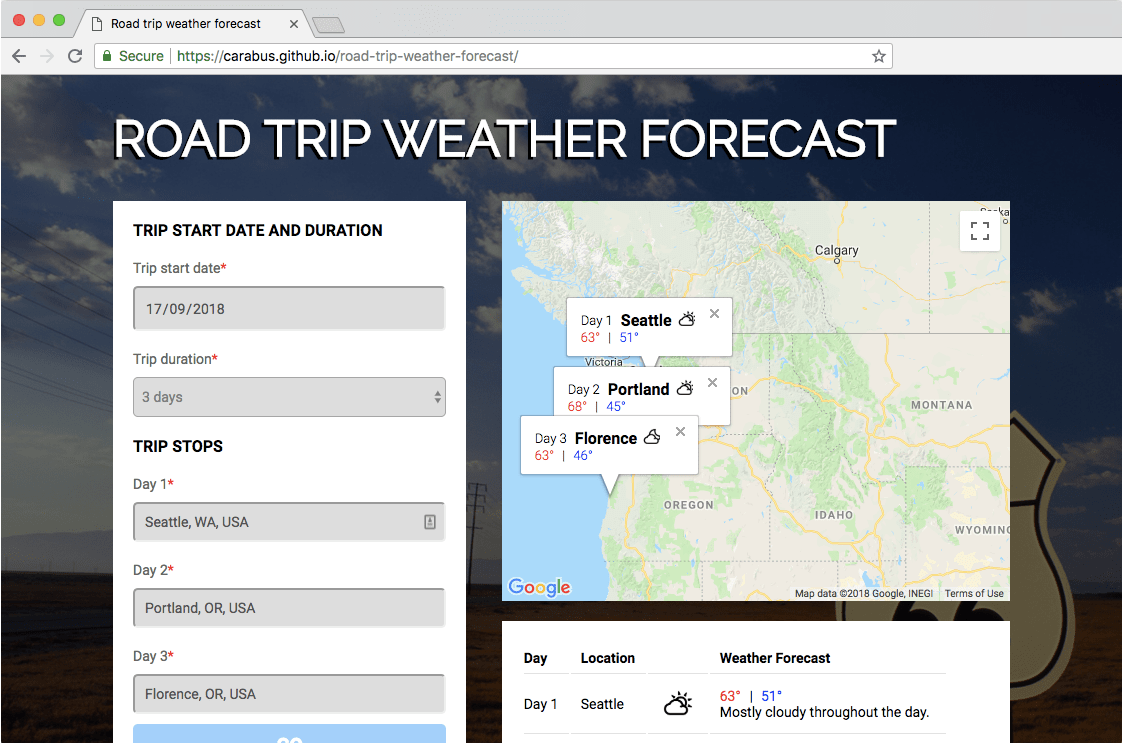 Road trip weather forecast
Secure https://carabus.github.io/road-trip-weather-forecast/
ROAD TRIP WEATHER FORECAST
TRIP START DATE AND DURATION
Trip start date*
17/09/2018
Trip duration*
3 days
TRIP STOPS
Day 1*
Seattle, WA, USA
Day 2*
Portland, OR, USA
Day 3*
Florence, OR, USA
Calgary
Day 1 Seattle
63° | 51°
Victoria
Day 2 Portland
68° | 45°
ON
MONTANA
Day 3 Florence
63° | 46°
OREGON
IDAHO
WYOMING
Google
Map data ©2018 Google, INEGI Terms of Use
66
Day Location Weather Forecast
Day 1 Seattle 63° | 51°
Mostly cloudy throughout the day.